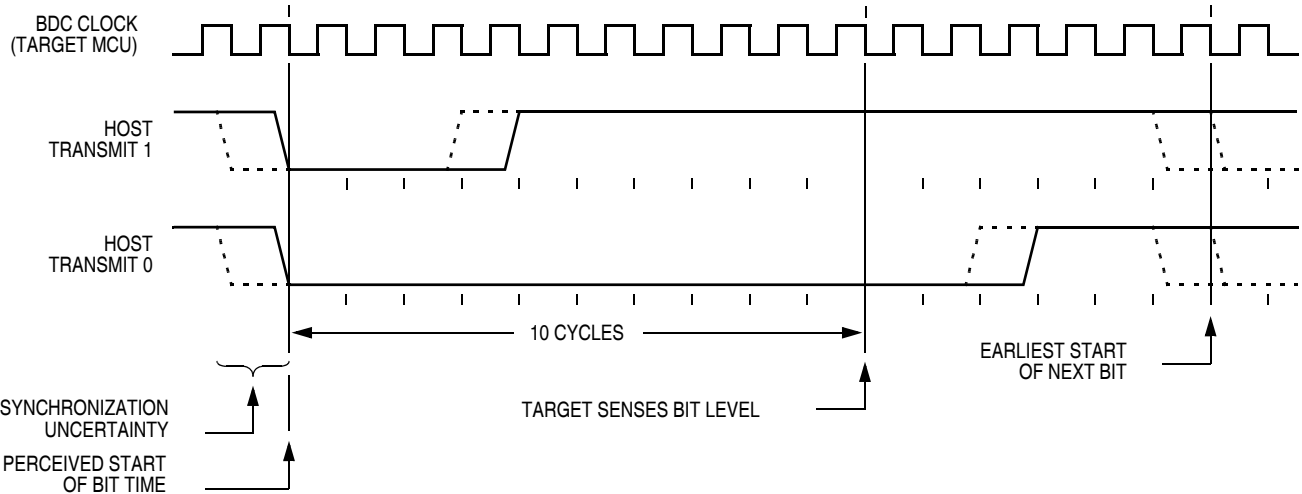 BDC CLOCK
(TARGET MCU)
HOST
TRANSMIT 1
HOST
TRANSMIT 0
10 CYCLES
EARLIEST START
OF NEXT BIT
SYNCHRONIZATION
UNCERTAINTY
TARGET SENSES BIT LEVEL
PERCEIVED START
OF BIT TIME